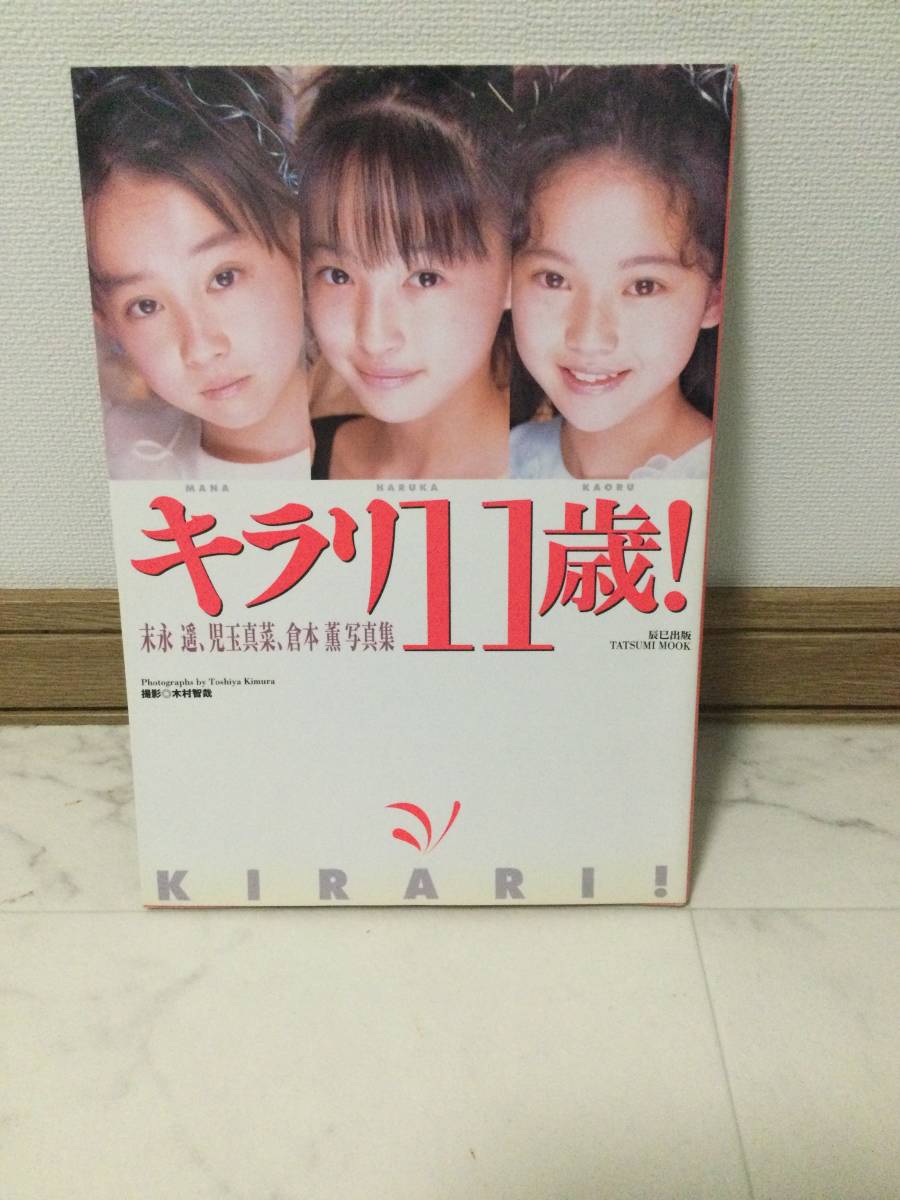 MANA
HARUKA
KAORU
キラリ11歳!
末永 遥、児玉真菜、倉本 薫 写真集
辰巳出版
TATSUMI MOOK
Photographs by Toshiya Kimura
撮影◎木村智哉
KIRARI!